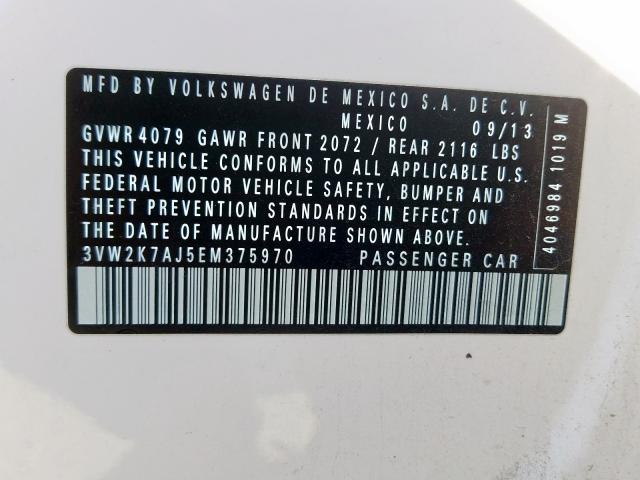 MFD BY VOLKSWAGEN DE MEXICO S.A. DE C.V.
MEXICO 09/13
GVWR 4079 GAWR FRONT 2072 / REAR 2116 LBS
THIS VEHICLE CONFORMS TO ALL APPLICABLE U.S.
FEDERAL MOTOR VEHICLE SAFETY, BUMPER AND
THEFT PREVENTION STANDARDS IN EFFECT ON
THE DATE OF MANUFACTURE SHOWN ABOVE.
3VW2K7AJ5EM375970 PASSENGER CAR
4046984 1019 M